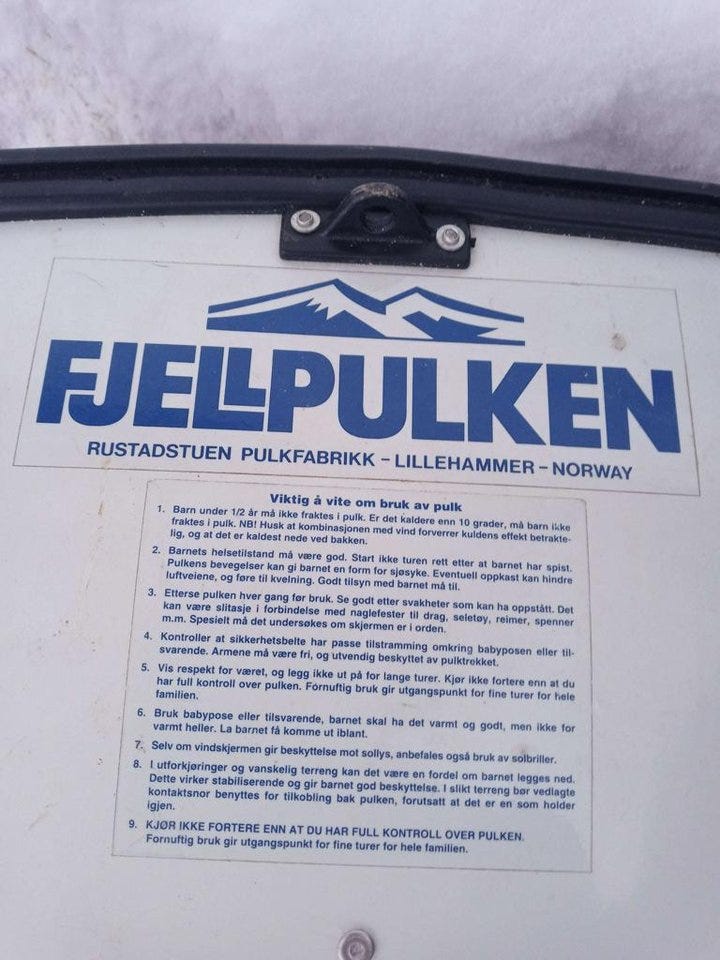 FJELLPULKEN
RUSTADSTUEN PULKFABRIKK – LILLEHAMMER – NORWAY
Viktig å vite om bruk av pulk
1. Barn under 1/2 år må ikke fraktes i pulk. Er det kaldere enn 10 grader, må barn ikke
fraktes i pulk. NB! Husk at kombinasjonen med vind forverrer kuldens effekt betrakte-
lig, og at det er kaldest nede ved bakken.
2. Barnets helsetilstand må være god. Start ikke turen rett etter at barnet har spist.
Pulkens bevegelser kan gi barnet en form for sjøsyke. Eventuell oppkast kan hindre
luftveiene, og føre til kvelning. Godt tilsyn med barnet må til.
3. Etterse pulken hver gang før bruk. Se godt etter svakheter som kan ha oppstått. Det
kan være slitasje i forbindelse med naglefester til drag, seletøy, reimer, spenner
m.m. Spesielt må det undersøkes om skjermen er i orden.
4. Kontroller at sikkerhetsbelte har passe tilstramming omkring babyposen eller til-
svarende. Armene må være fri, og utvendig beskyttet av pulktrekket.
5. Vis respekt for været, og legg ikke ut på for lange turer. Kjør ikke fortere enn at du
har full kontroll over pulken. Fornuftig bruk gir utgangspunkt for fine turer for hele
familien.
6. Bruk babypose eller tilsvarende, barnet skal ha det varmt og godt, men ikke for
varmt heller. La barnet få komme ut iblant.
7. Selv om vindskjermen gir beskyttelse mot sollys, anbefales også bruk av solbriller.
8. I utforkjøringer og vanskelig terreng kan det være en fordel om barnet legges ned.
Dette virker stabiliserende og gir barnet god beskyttelse. I slikt terreng bør vedlagte
kontaktsnor benyttes for tilkobling bak pulken, forutsatt at det er en som holder
igjen.
9. KJØR IKKE FORTERE ENN AT DU HAR FULL KONTROLL OVER PULKEN.
Fornuftig bruk gir utgangspunkt for fine turer for hele familien.